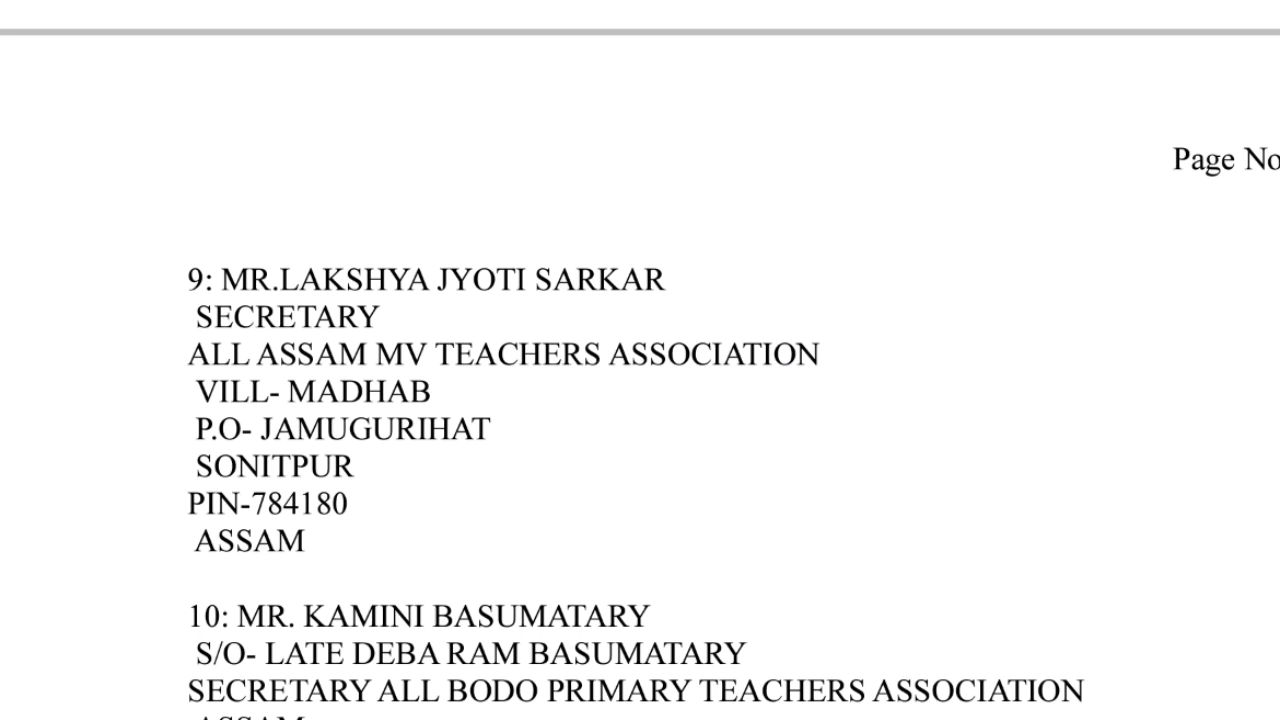 Page No
9: MR.LAKSHYA JYOTI SARKAR
SECRETARY
ALL ASSAM MV TEACHERS ASSOCIATION
VILL- MADHAB
P.O- JAMUGURIHAT
SONITPUR
PIN-784180
ASSAM
10: MR. KAMINI BASUMATARY
S/O- LATE DEBA RAM BASUMATARY
SECRETARY ALL BODO PRIMARY TEACHERS ASSOCIATION
ASSAM